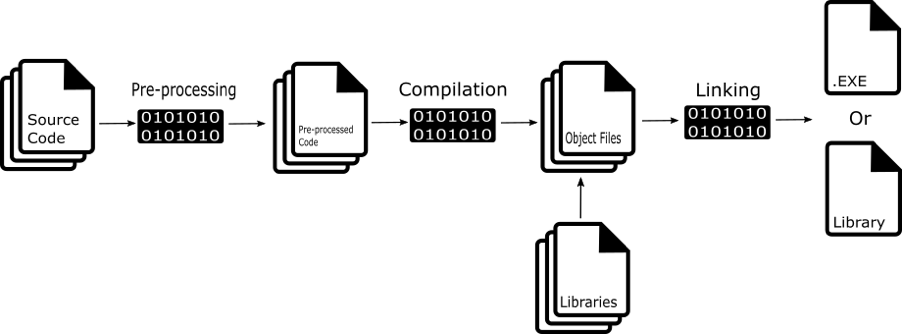 Source
Code
Pre-processing
0101010
0101010
Pre-processed
Code
Compilation
0101010
0101010
Object Files
Libraries
Linking
0101010
0101010
.EXE
Or
Library